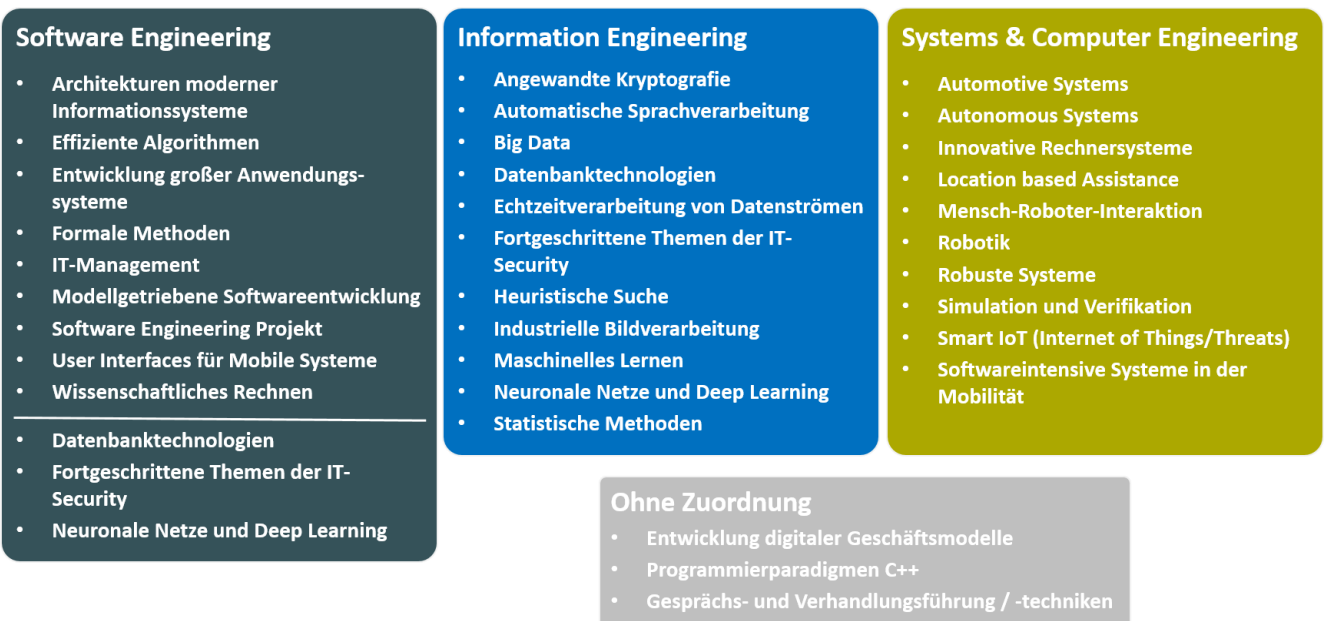 Software Engineering
• Architekturen moderner
Informationssysteme
• Effiziente Algorithmen
• Entwicklung großer Anwendungs-
systeme
• Formale Methoden
• IT-Management
• Modellgetriebene Softwareentwicklung
• Software Engineering Projekt
• User Interfaces für Mobile Systeme
• Wissenschaftliches Rechnen
• Datenbanktechnologien
• Fortgeschrittene Themen der IT-
Security
• Neuronale Netze und Deep Learning
Information Engineering
• Angewandte Kryptografie
• Automatische Sprachverarbeitung
• Big Data
• Datenbanktechnologien
• Echtzeitverarbeitung von Datenströmen
• Fortgeschrittene Themen der IT-
Security
• Heuristische Suche
• Industrielle Bildverarbeitung
• Maschinelles Lernen
• Neuronale Netze und Deep Learning
• Statistische Methoden
Systems & Computer Engineering
• Automotive Systems
• Autonomous Systems
• Innovative Rechnersysteme
• Location based Assistance
• Mensch-Roboter-Interaktion
• Robotik
• Robuste Systeme
• Simulation und Verifikation
• Smart IoT (Internet of Things/Threats)
• Softwareintensive Systeme in der
Mobilität
Ohne Zuordnung
• Entwicklung digitaler Geschäftsmodelle
• Programmierparadigmen C++
• Gesprächs- und Verhandlungsführung / -techniken